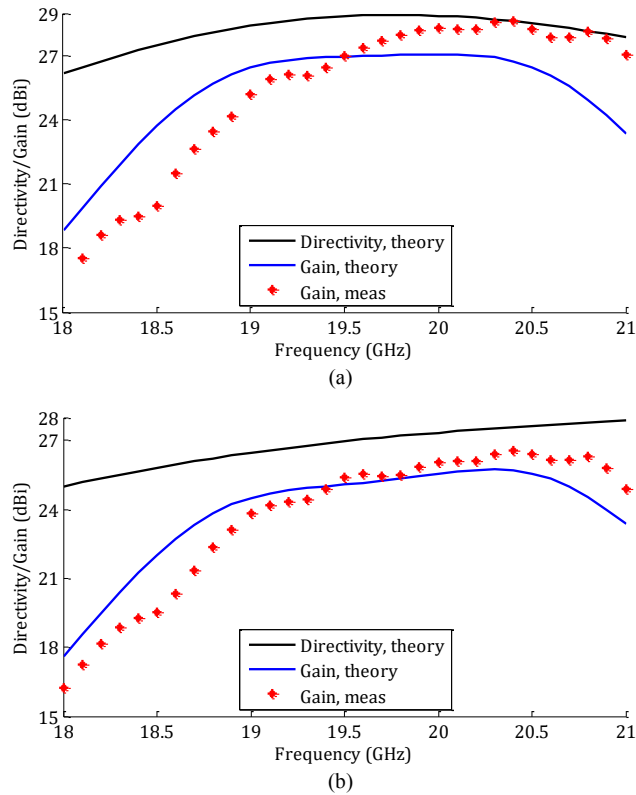 29
27
24
21
18
15
Directivity/Gain (dBi)
Directivity, theory
Gain, theory
Gain, meas
18 18.5 19 19.5 20 20.5 21
Frequency (GHz)
(a)
28
27
24
21
18
15
Directivity/Gain (dBi)
Directivity, theory
Gain, theory
Gain, meas
18 18.5 19 19.5 20 20.5 21
Frequency (GHz)
(b)